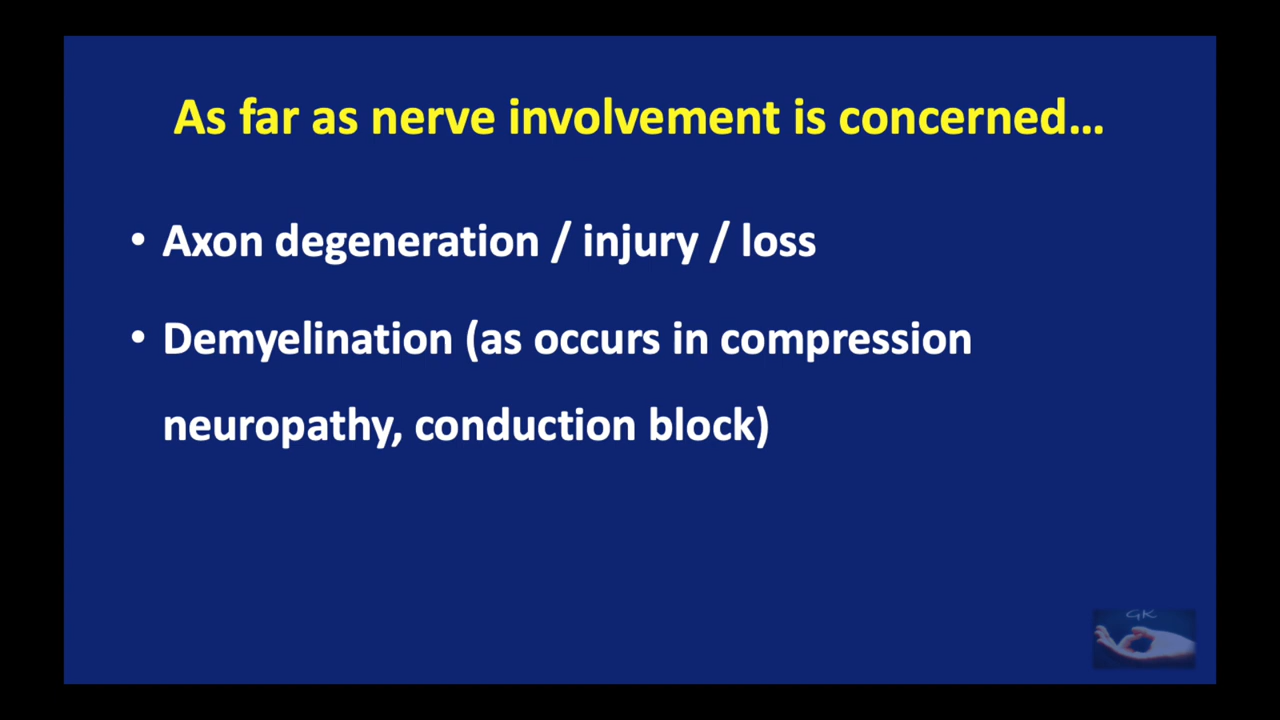 As far as nerve involvement is concerned...
• Axon degeneration / injury / loss
• Demyelination (as occurs in compression
neuropathy, conduction block)
GK